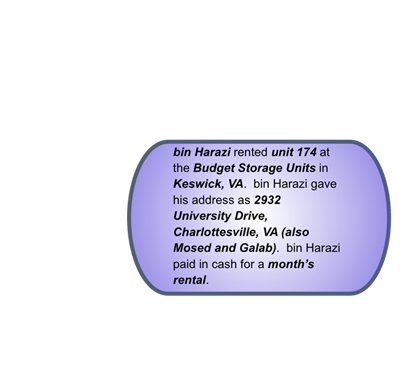 bin Harazi rented unit 174 at
the Budget Storage Units in
Keswick, VA.  bin Harazi gave
his address as 2932
University Drive,
Charlottesville, VA (also
Mosed and Galab).  bin Harazi
paid in cash for a month's
rental.